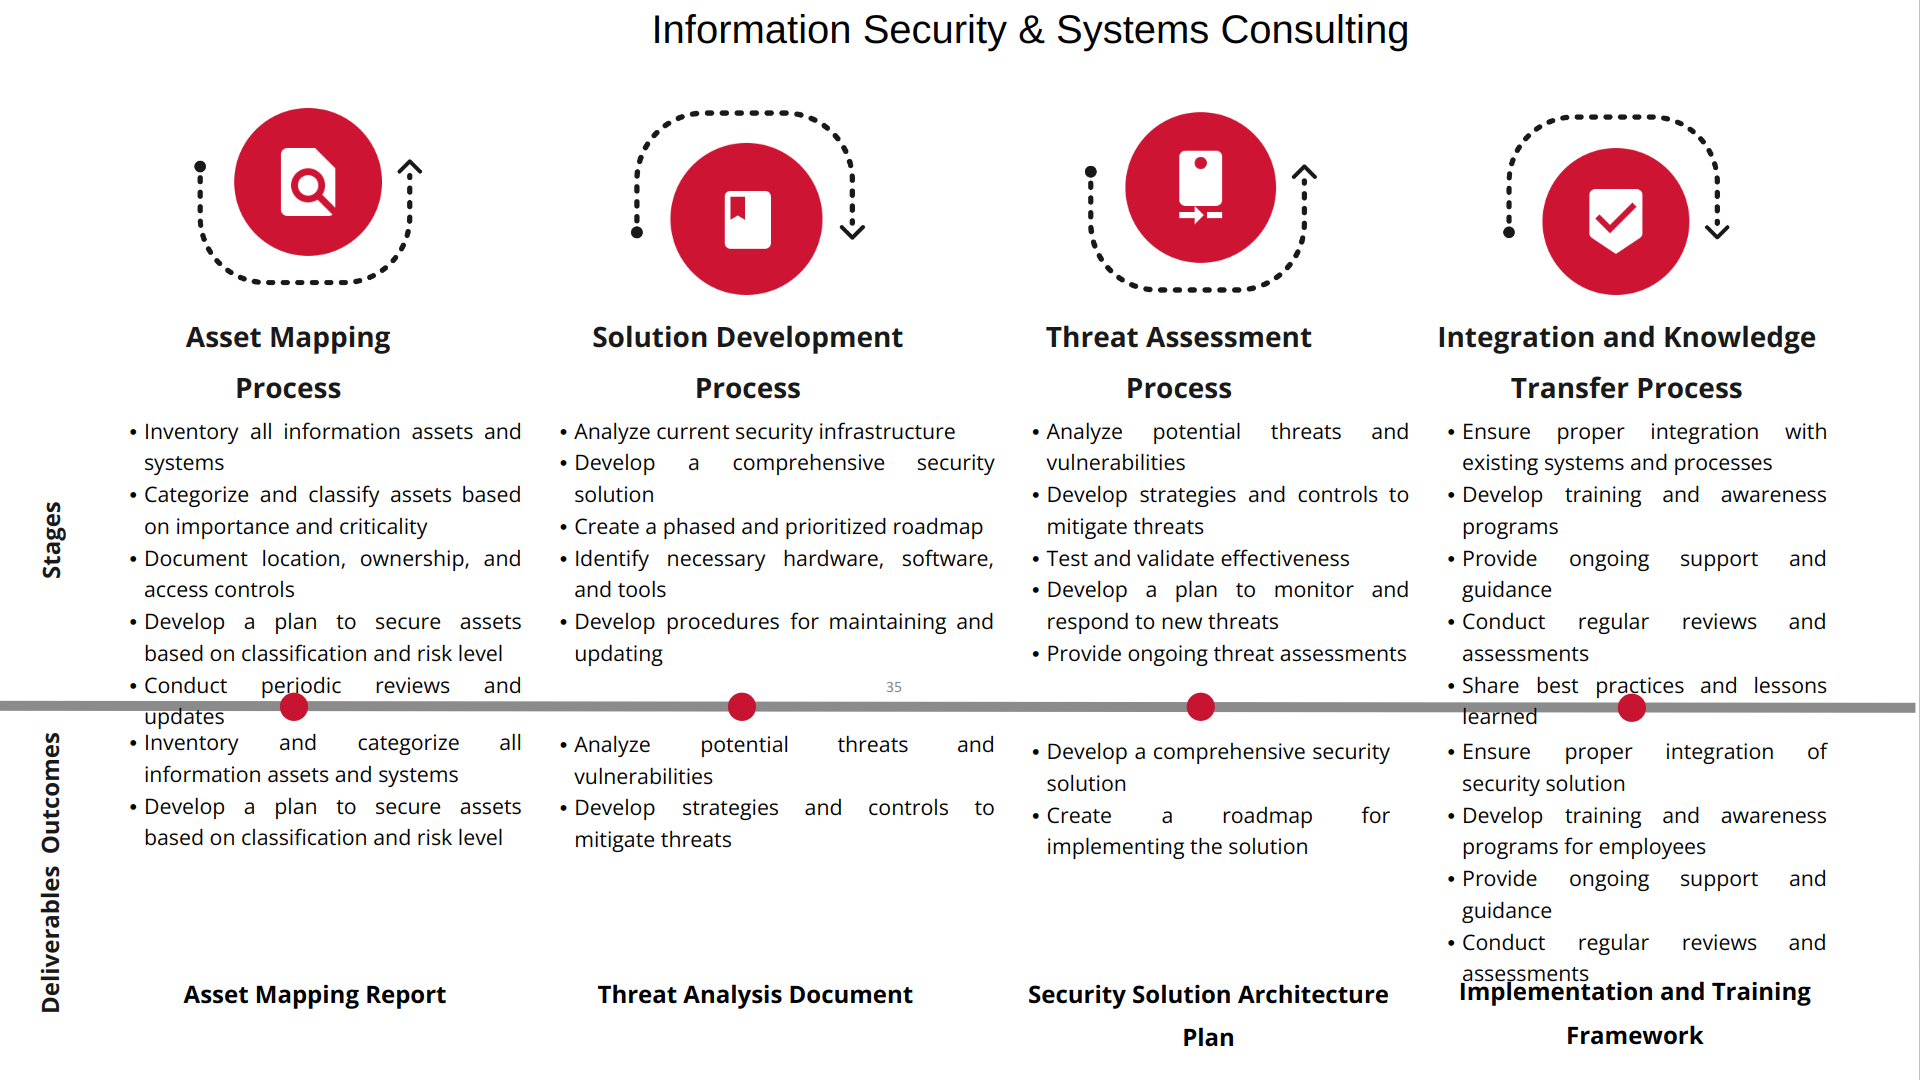 Information Security & Systems Consulting
Asset Mapping
Process
• Inventory all information assets and
systems
• Categorize and classify assets based
on importance and criticality
• Document location, ownership, and
access controls
• Develop a plan to secure assets
based on classification and risk level
• Conduct periodic reviews and
updates
Solution Development
Process
• Analyze current security infrastructure
• Develop a comprehensive security
solution
• Create a phased and prioritized roadmap
• Identify necessary hardware, software,
and tools
• Develop procedures for maintaining and
updating
Threat Assessment
Process
• Analyze potential threats and
vulnerabilities
• Develop strategies and controls to
mitigate threats
• Test and validate effectiveness
• Develop a plan to monitor and
respond to new threats
• Provide ongoing threat assessments
Integration and Knowledge
Transfer Process
• Ensure proper integration with
existing systems and processes
• Develop training and awareness
programs
• Provide ongoing support and
guidance
• Conduct regular reviews and
assessments
• Share best practices and lessons
learned
Stages
35
Outcomes
• Inventory and categorize all
information assets and systems
• Develop a plan to secure assets
based on classification and risk level
• Analyze potential threats and
vulnerabilities
• Develop strategies and controls to
mitigate threats
• Develop a comprehensive security
solution
• Create a roadmap for
implementing the solution
• Ensure proper integration of
security solution
• Develop training and awareness
programs for employees
• Provide ongoing support and
guidance
• Conduct regular reviews and
assessments
Deliverables
Asset Mapping Report
Threat Analysis Document
Security Solution Architecture
Plan
Implementation and Training
Framework